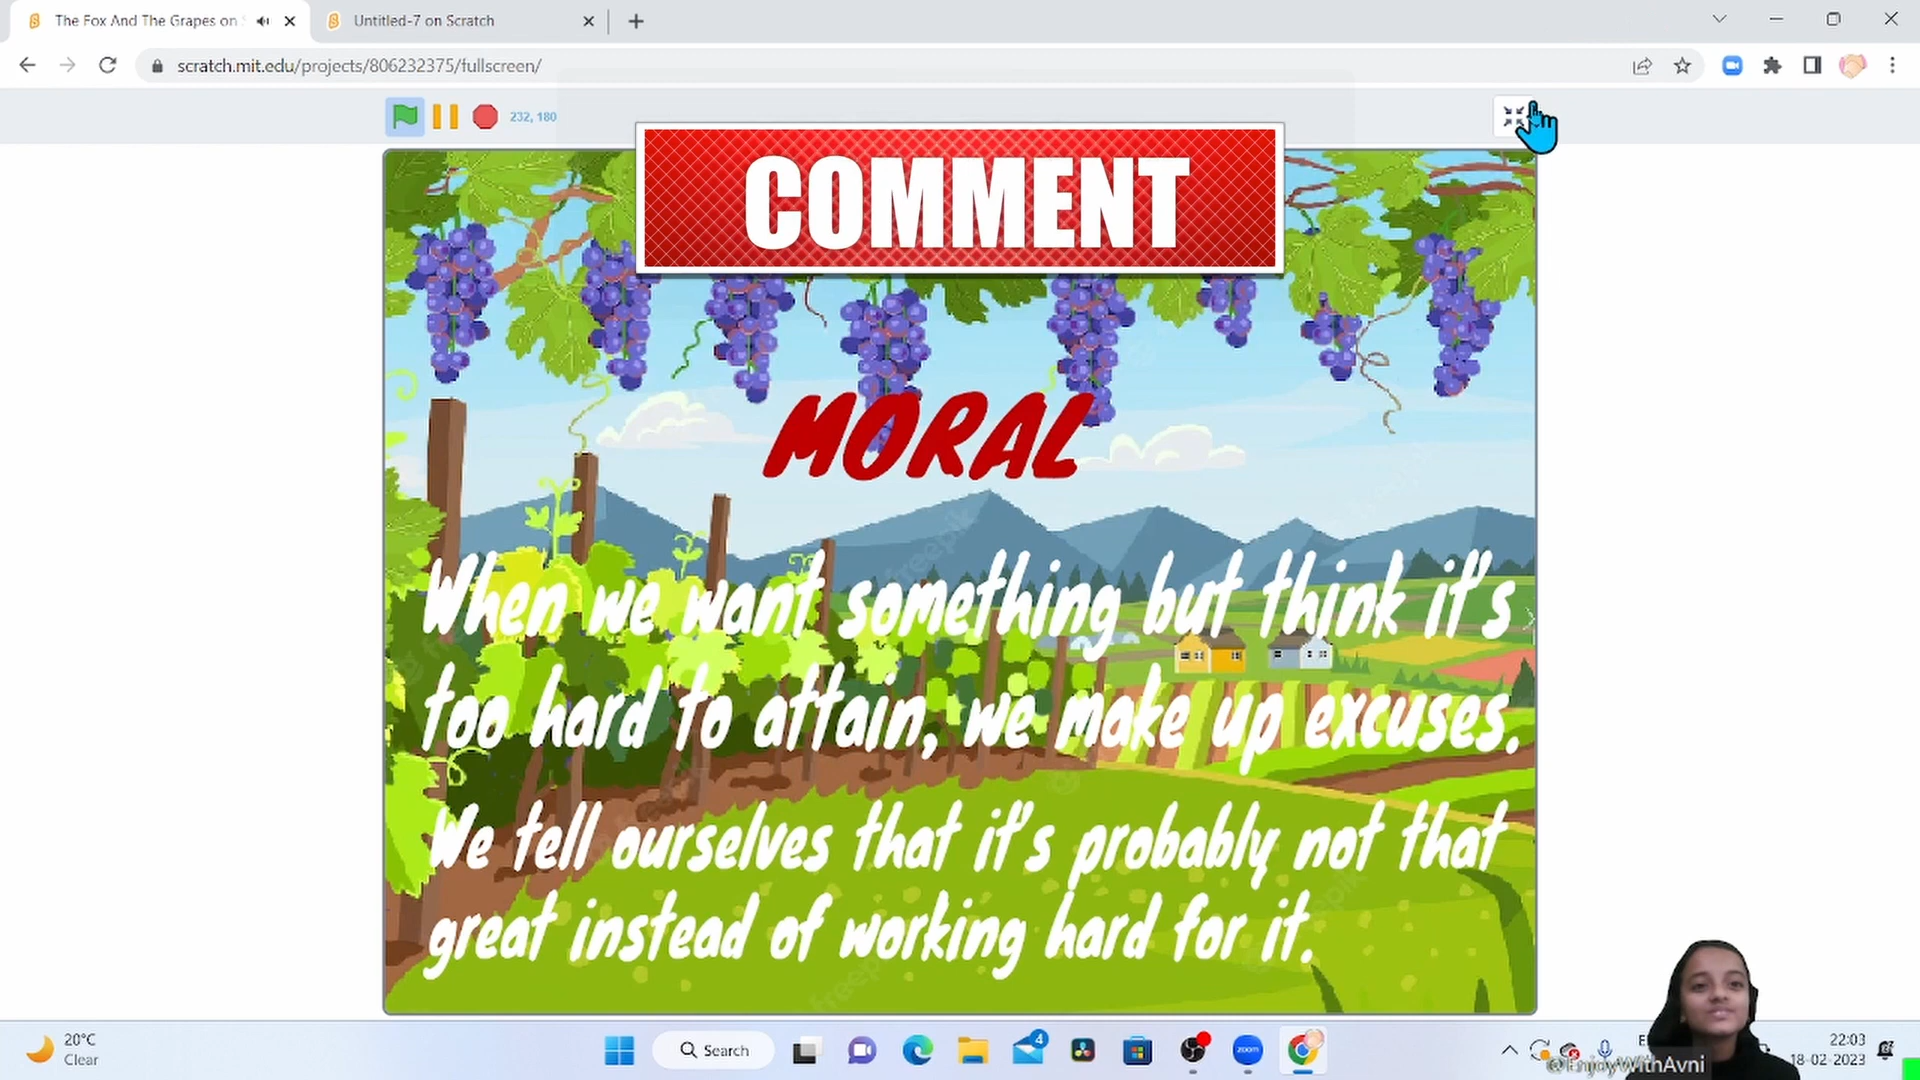 The Fox And The Grapes on
Untitled-7 on Scratch
scratch.mit.edu/projects/806232375/fullscreen/
232, 180
COMMENT
MORAL
When we want something but think it's
too hard to attain, we make up excuses.
We tell ourselves that it's probably not that
great instead of working hard for it.
20°C
Clear
Search
4
zoom
22:03
18-02-2023
@EnjoyWithAvni